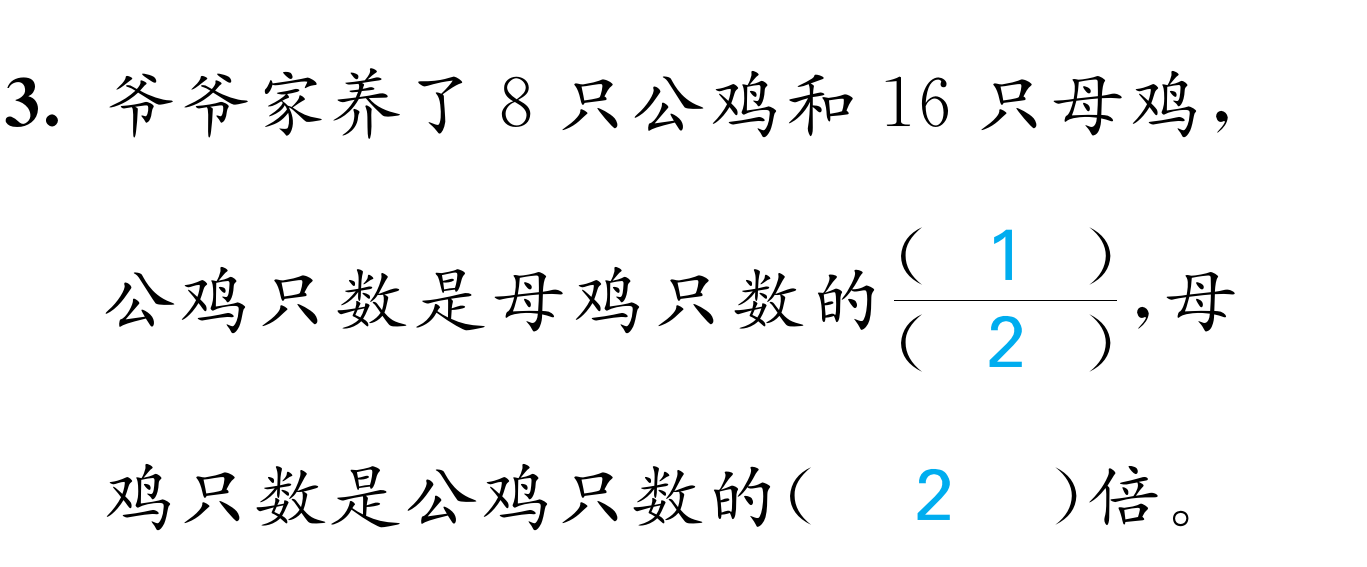 3. 爷爷家养了 8 只公鸡和 16 只母鸡，
公鸡只数是母鸡只数的( 1 )/( 2 )，母
鸡只数是公鸡只数的( 2 )倍。